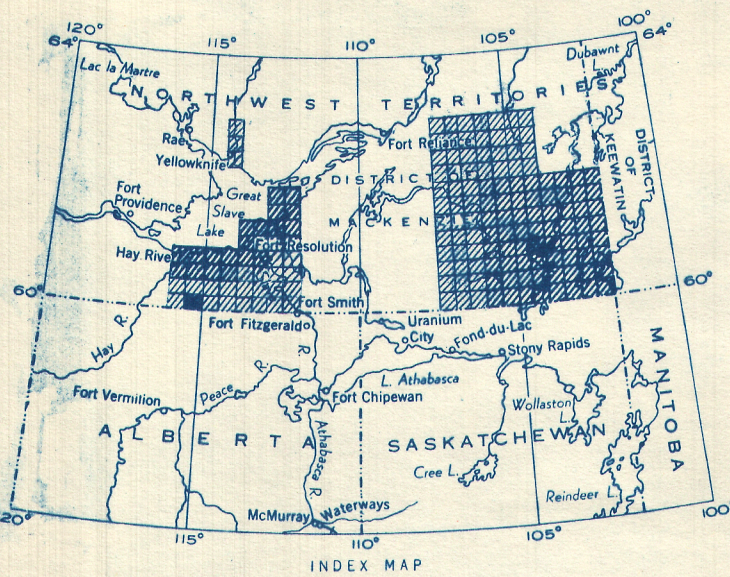 120°
115°
110°
105°
100°
64°
64°
Lac la Martre
Dubawnt
L.
NORTHWEST TERRITORIES
Rae
Fort Reliance
Yellowknife
DISTRICT OF
MACKENZIE
DISTRICT
OF
KEEWATIN
Fort
Providence
Great
Slave
Lake
Hay River
Fort Resolution
60°
60°
Fort Smith
Fort Fitzgerald
Uranium
City
Fond-du-Lac
Stony Rapids
Hay R.
R.
MANITOBA
Fort Vermilion
Peace R.
L. Athabasca
Fort Chipewan
Wollaston
L.
ALBERTA
Athabasca R.
SASKATCHEWAN
Cree L.
Reindeer L.
McMurray
Waterways
20°
115°
110°
105°
100
INDEX MAP